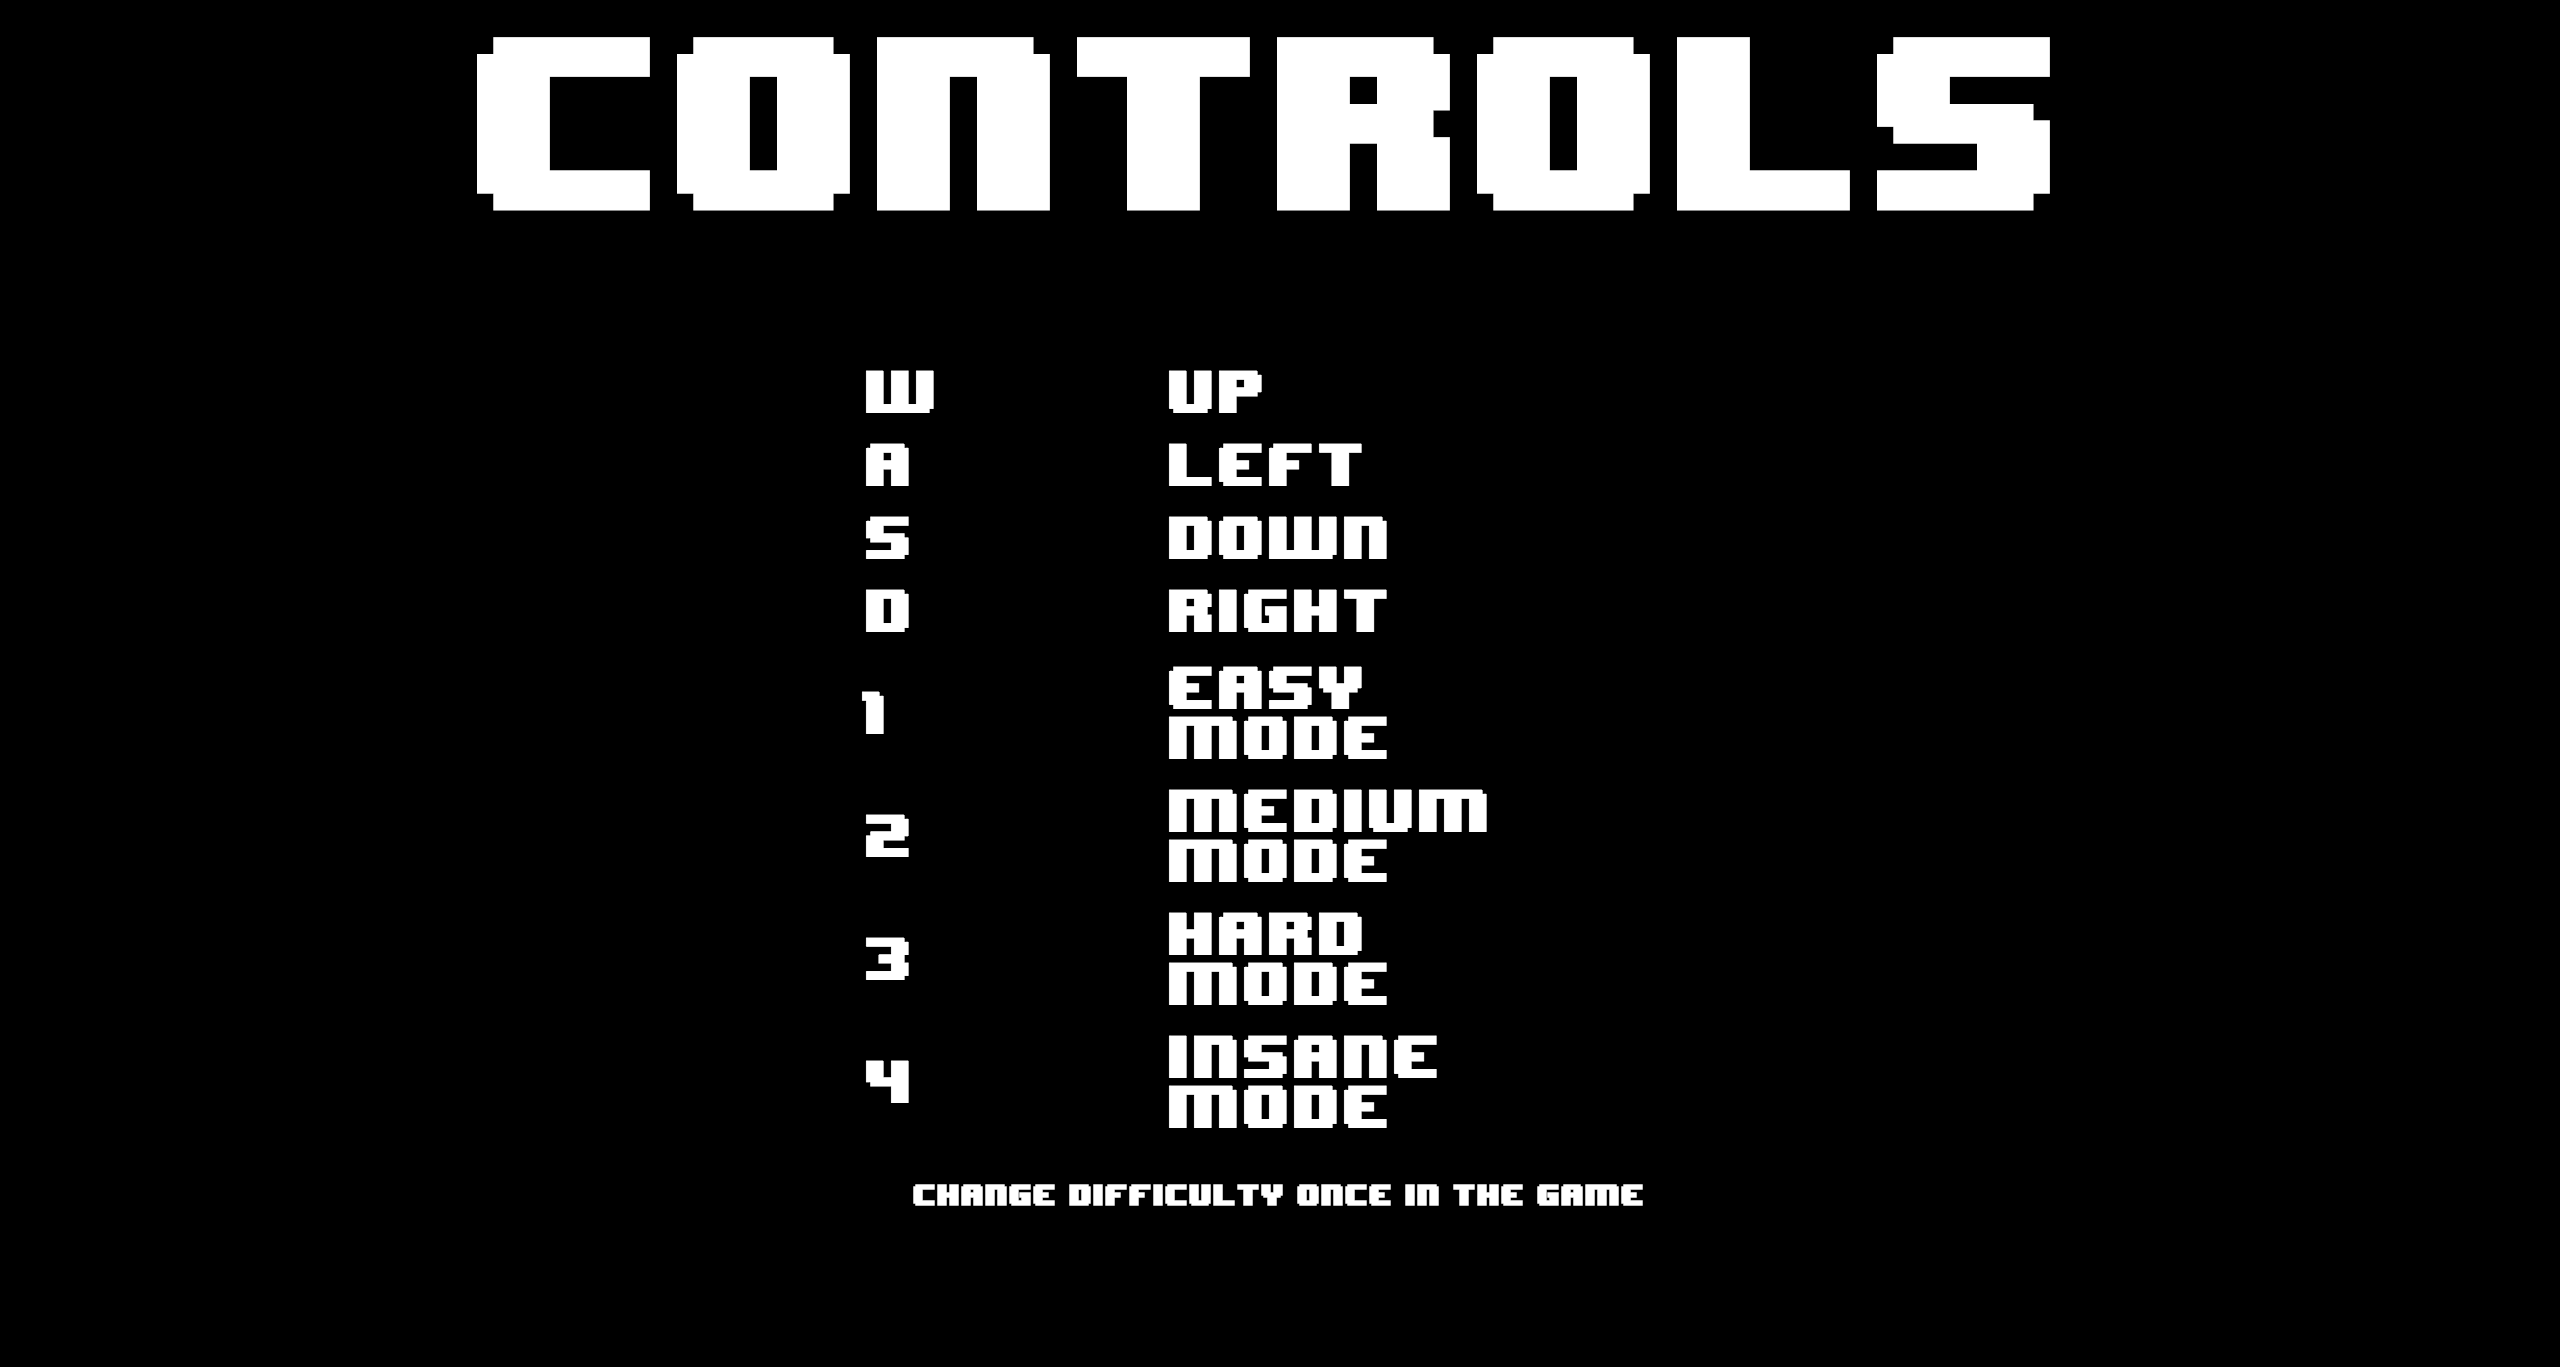 CONTROLS
W UP
A LEFT
S DOWN
D RIGHT
1 EASY
MODE
2 MEDIUM
MODE
3 HARD
MODE
4 INSANE
MODE
CHANGE DIFFICULTY ONCE IN THE GAME